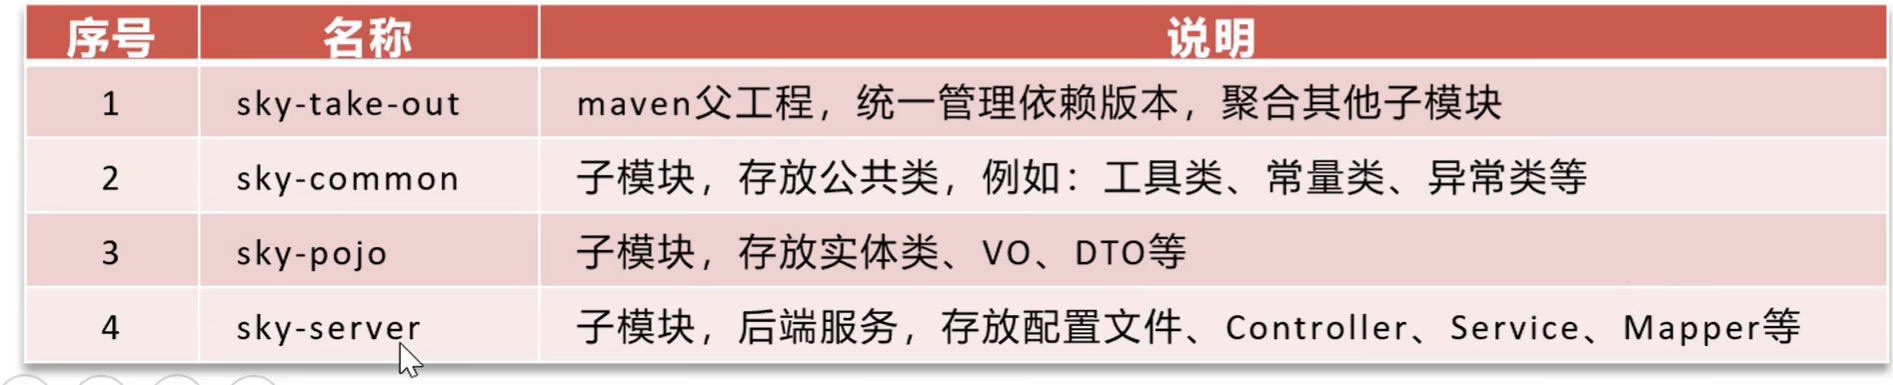 序号 名称 说明
1 sky-take-out maven父工程，统一管理依赖版本，聚合其他子模块
2 sky-common 子模块，存放公共类，例如：工具类、常量类、异常类等
3 sky-pojo 子模块，存放实体类、VO、DTO等
4 sky-server 子模块，后端服务，存放配置文件、Controller、Service、Mapper等